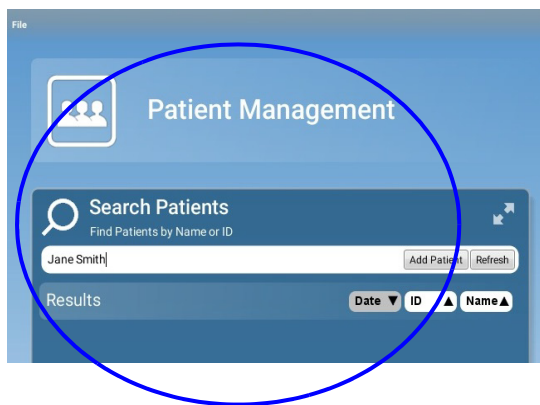 File
Patient Management
Search Patients
Find Patients by Name or ID
Jane Smith
Add Patient Refresh
Results
Date ▼ ID ▲ Name▲